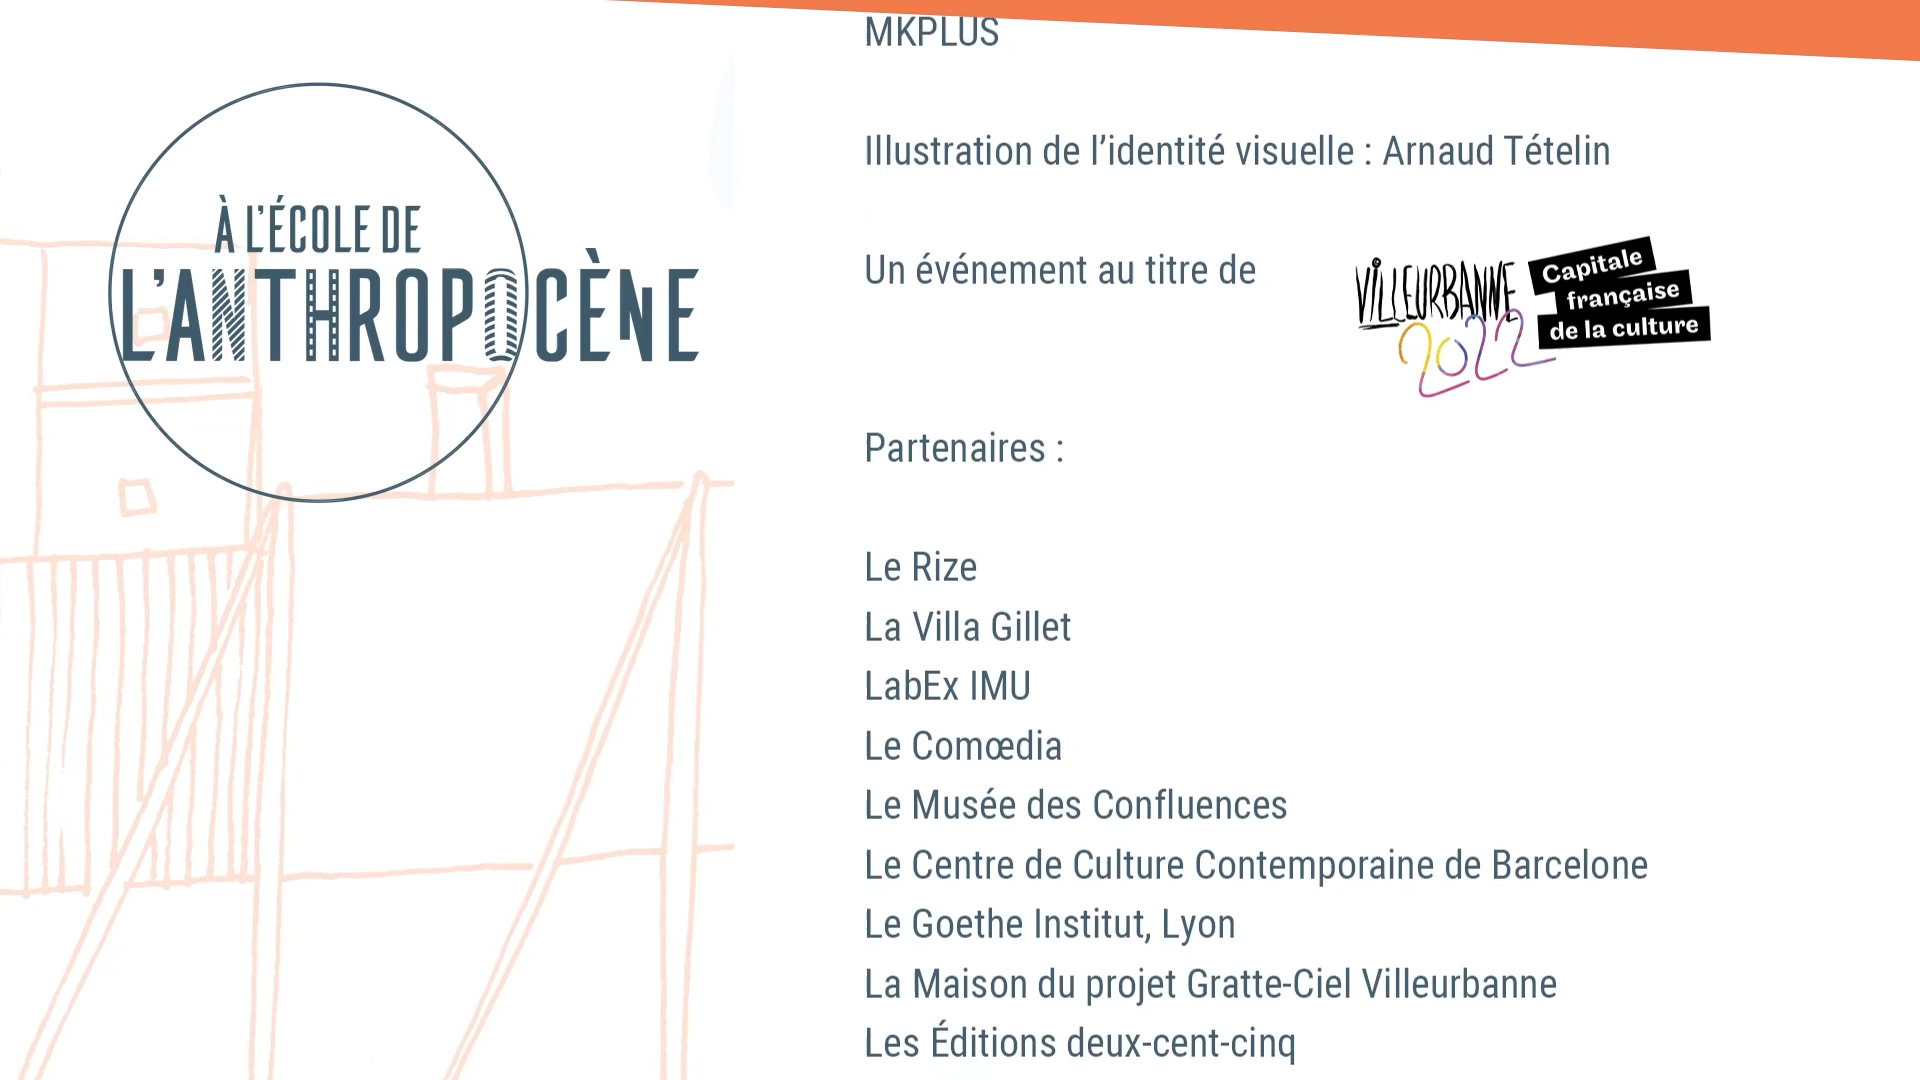 À L’ÉCOLE DE
L’ANTHROPOCÈNE
MKPLUS
Illustration de l’identité visuelle : Arnaud Tételin
Un événement au titre de
VILLEURBANNE
2022
Capitale
française
de la culture
Partenaires :
Le Rize
La Villa Gillet
LabEx IMU
Le Comœdia
Le Musée des Confluences
Le Centre de Culture Contemporaine de Barcelone
Le Goethe Institut, Lyon
La Maison du projet Gratte-Ciel Villeurbanne
Les Éditions deux-cent-cinq